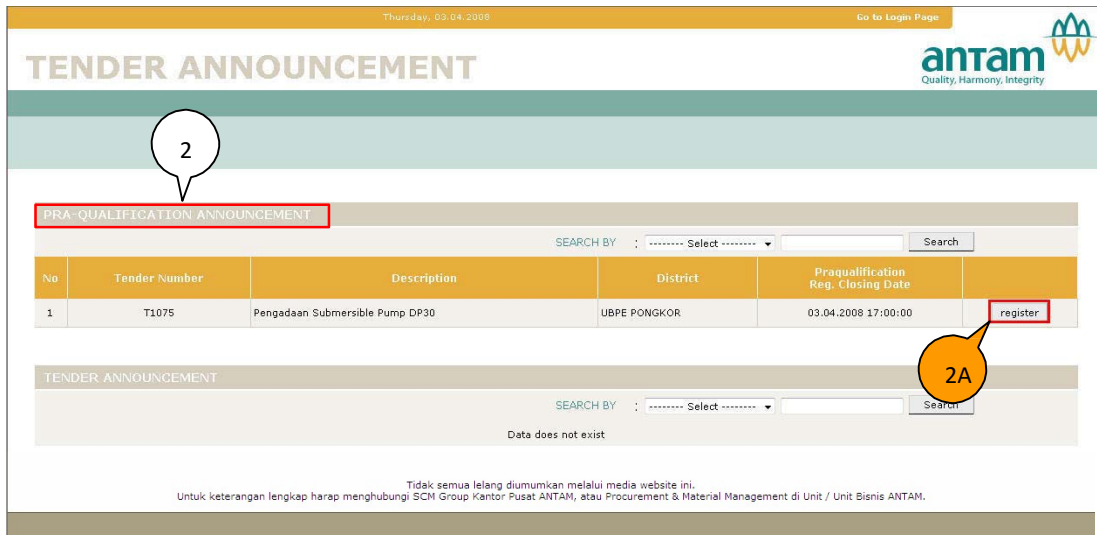 Thursday, 03.04.2008
Go to Login Page
TENDER ANNOUNCEMENT
antam
Quality, Harmony, Integrity
2
PRA-QUALIFICATION ANNOUNCEMENT
SEARCH BY : -------- Select -------- Search
No Tender Number Description District Praqualification
Reg. Closing Date
1 T1075 Pengadaan Submersible Pump DP30 UBPE PONGKOR 03.04.2008 17:00:00 register
2A
TENDER ANNOUNCEMENT
SEARCH BY : -------- Select -------- Search
Data does not exist
Tidak semua lelang diumumkan melalui media website ini.
Untuk keterangan lengkap harap menghubungi SCM Group Kantor Pusat ANTAM, atau Procurement & Material Management di Unit / Unit Bisnis ANTAM.